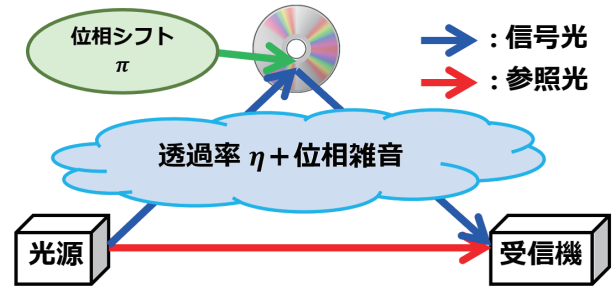 位相シフト
π
: 信号光
: 参照光
透過率 η＋位相雑音
光源
受信機